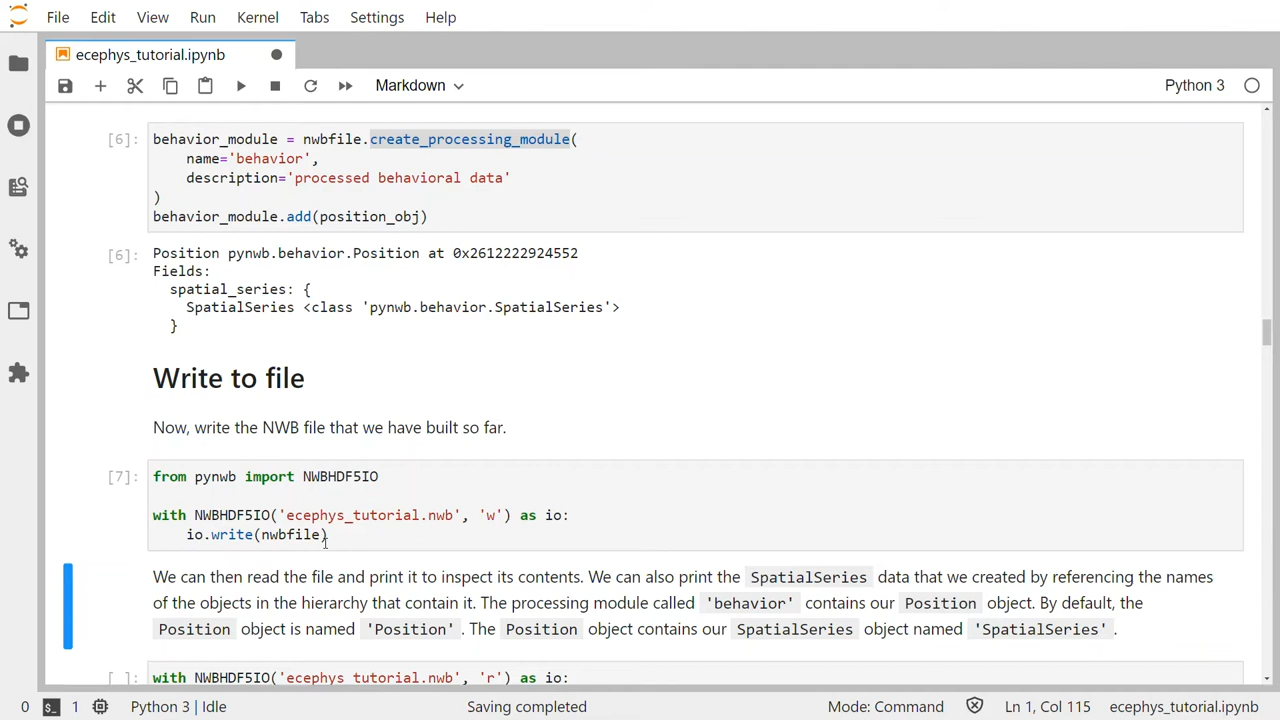 File Edit View Run Kernel Tabs Settings Help
ecephys_tutorial.ipynb
Markdown Python 3
[6]: behavior_module = nwbfile.create_processing_module(
name='behavior',
description='processed behavioral data'
)
behavior_module.add(position_obj)
[6]: Position pynwb.behavior.Position at 0x2612222924552
Fields:
spatial_series: {
SpatialSeries <class 'pynwb.behavior.SpatialSeries'>
}
Write to file
Now, write the NWB file that we have built so far.
[7]: from pynwb import NWBHDF5IO
with NWBHDF5IO('ecephys_tutorial.nwb', 'w') as io:
io.write(nwbfile)
We can then read the file and print it to inspect its contents. We can also print the SpatialSeries data that we created by referencing the names
of the objects in the hierarchy that contain it. The processing module called 'behavior' contains our Position object. By default, the
Position object is named 'Position'. The Position object contains our SpatialSeries object named 'SpatialSeries'.
[ ]: with NWBHDF5IO('ecephys_tutorial.nwb', 'r') as io:
0 1 Python 3 | Idle Saving completed Mode: Command Ln 1, Col 115 ecephys_tutorial.ipynb